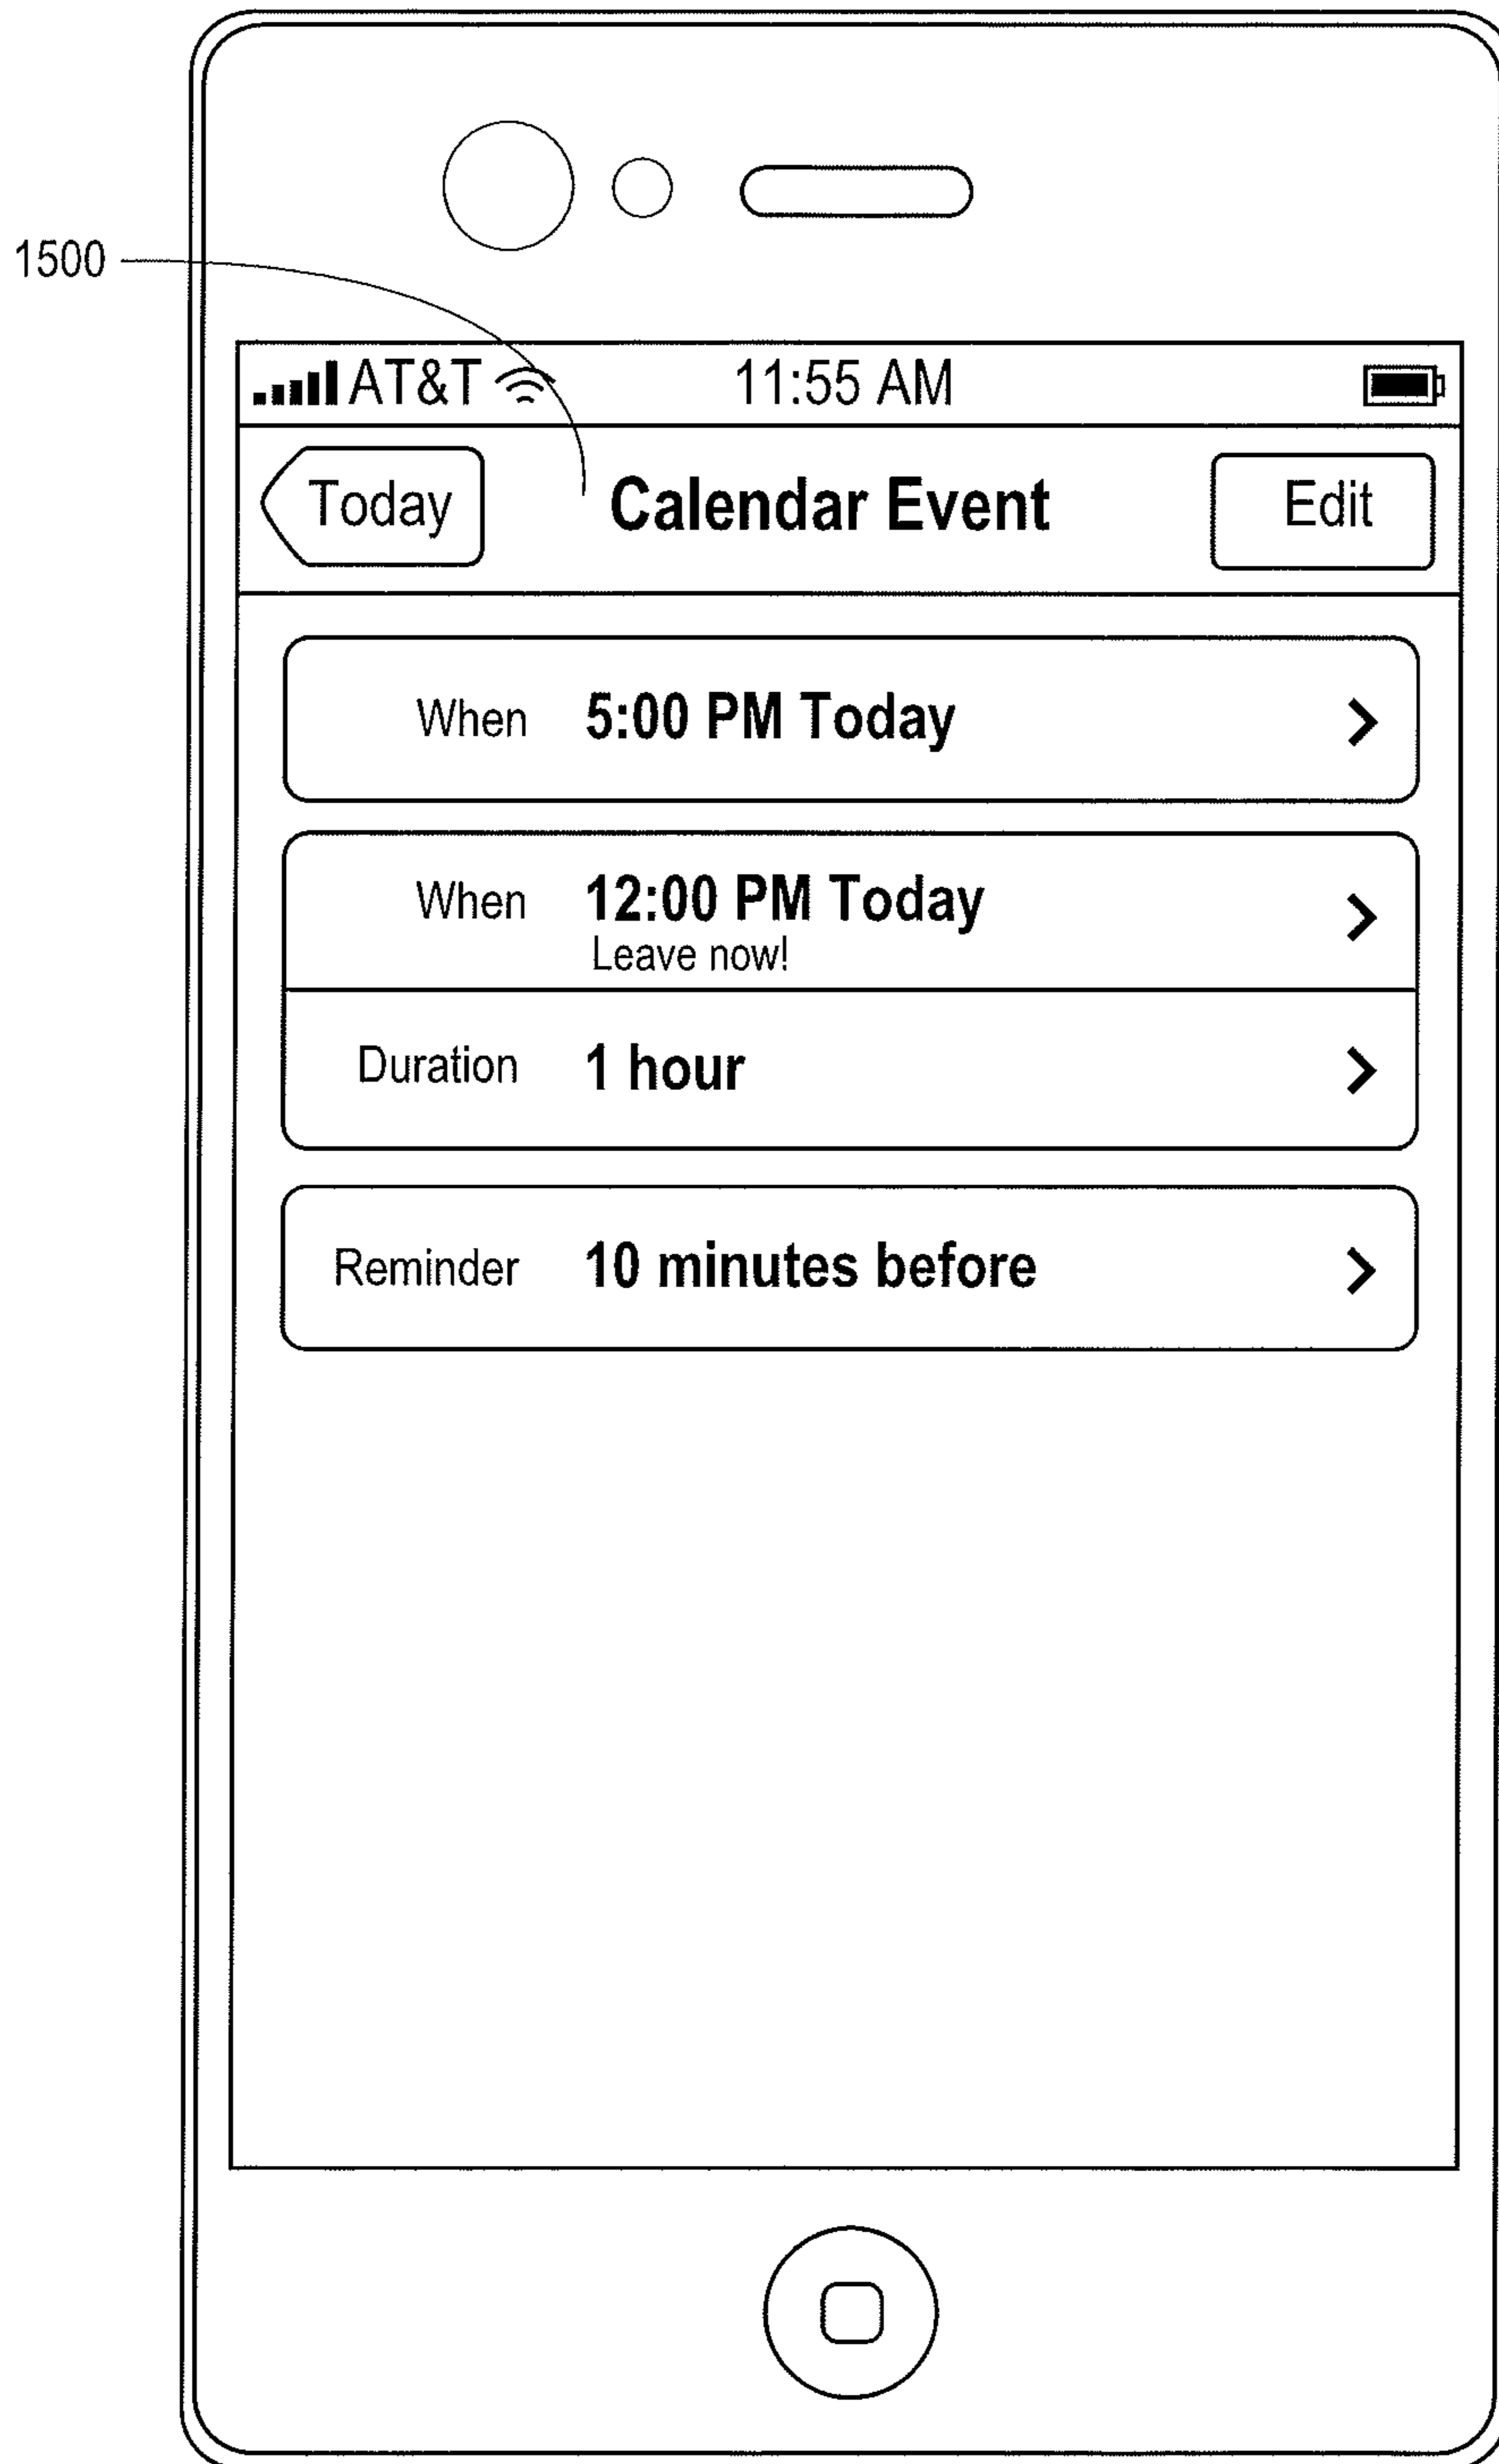 1500
AT&T 11:55 AM
Today Calendar Event Edit
When 5:00 PM Today
When 12:00 PM Today
Leave now!
Duration 1 hour
Reminder 10 minutes before